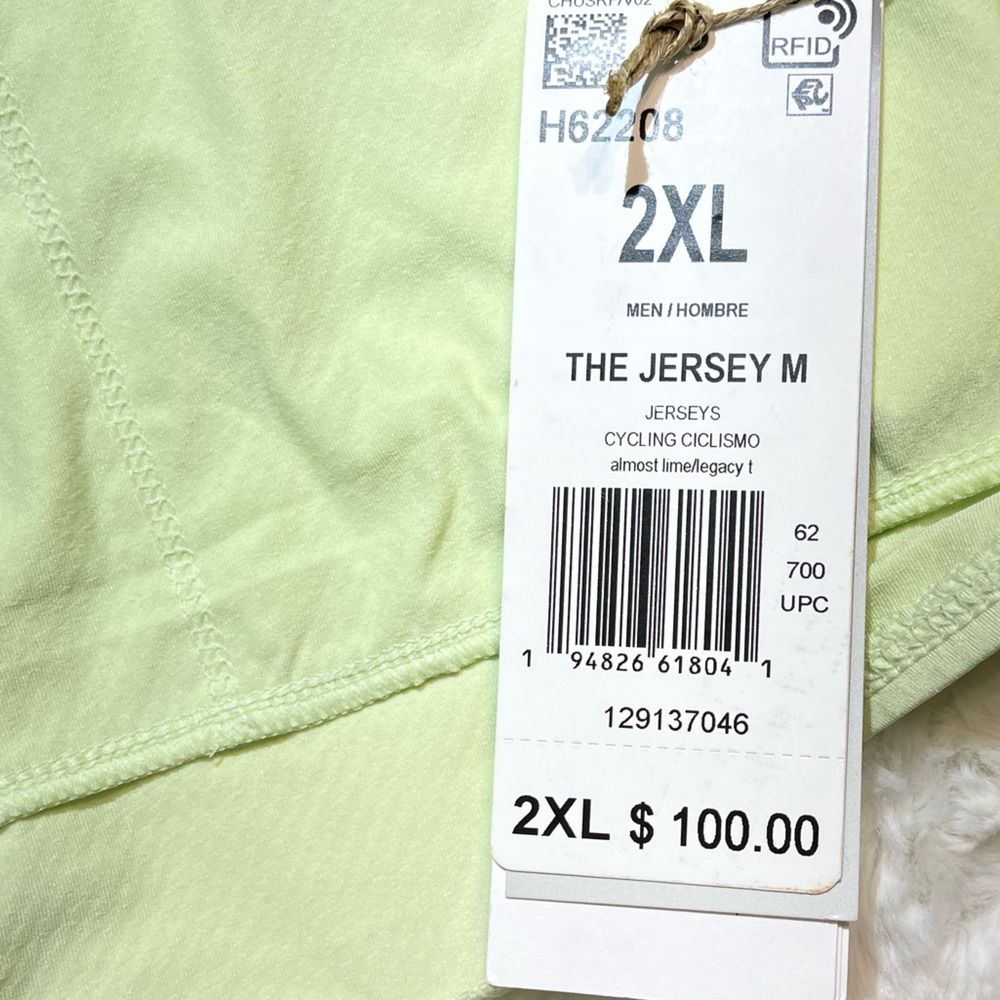 RFID
H62208
2XL
MEN / HOMBRE
THE JERSEY M
JERSEYS
CYCLING CICLISMO
almost lime/legacy t
62
700
UPC
1 94826 61804 1
129137046
2XL $ 100.00